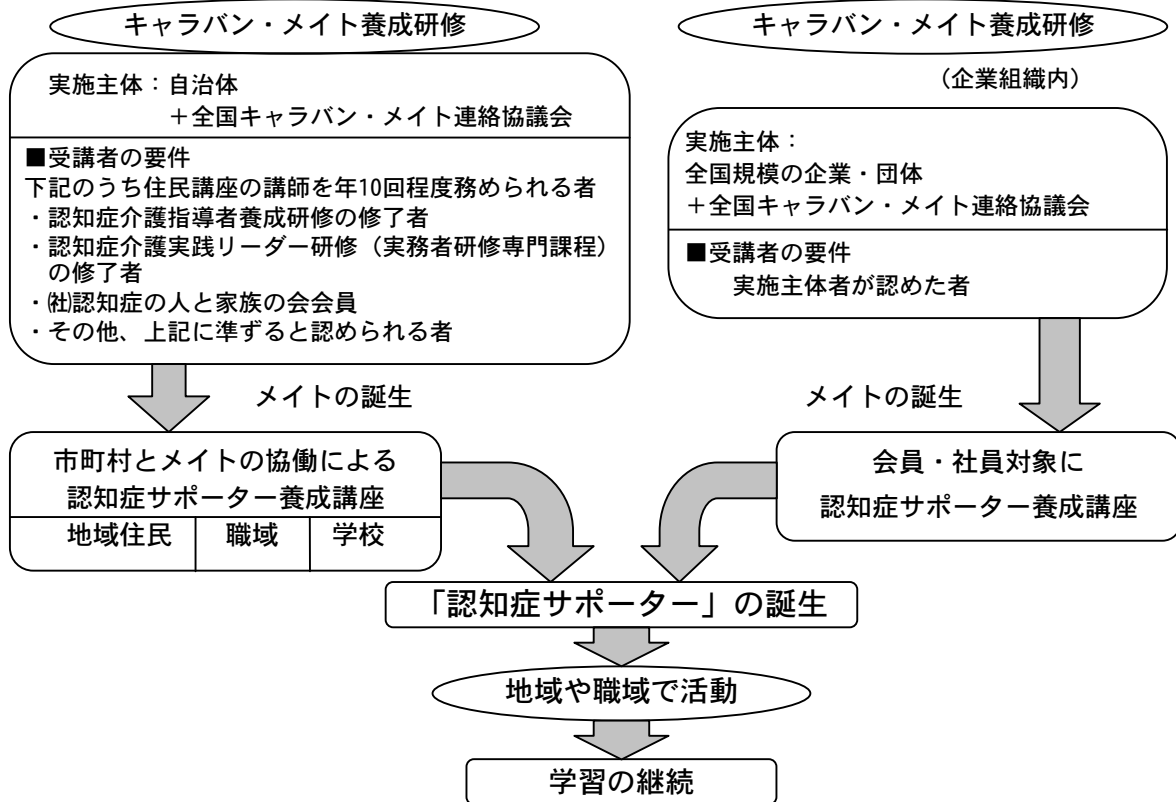 キャラバン・メイト養成研修
実施主体：自治体
＋全国キャラバン・メイト連絡協議会
■受講者の要件
下記のうち住民講座の講師を年10回程度務められる者
・認知症介護指導者養成研修の修了者
・認知症介護実践リーダー研修（実務者研修専門課程）
の修了者
・㈳認知症の人と家族の会会員
・その他、上記に準ずると認められる者
メイトの誕生
市町村とメイトの協働による
認知症サポーター養成講座
地域住民 職域 学校
キャラバン・メイト養成研修
（企業組織内）
実施主体：
全国規模の企業・団体
＋全国キャラバン・メイト連絡協議会
■受講者の要件
実施主体者が認めた者
メイトの誕生
会員・社員対象に
認知症サポーター養成講座
「認知症サポーター」の誕生
地域や職域で活動
学習の継続